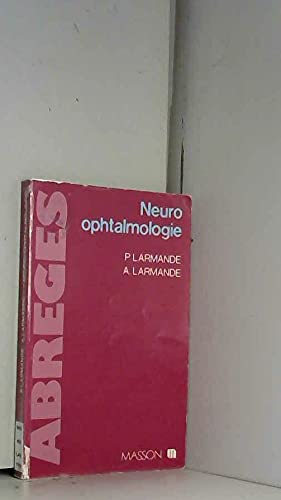 ABREGES
Neuro
ophtalmologie
P. LARMANDE
A. LARMANDE
MASSON